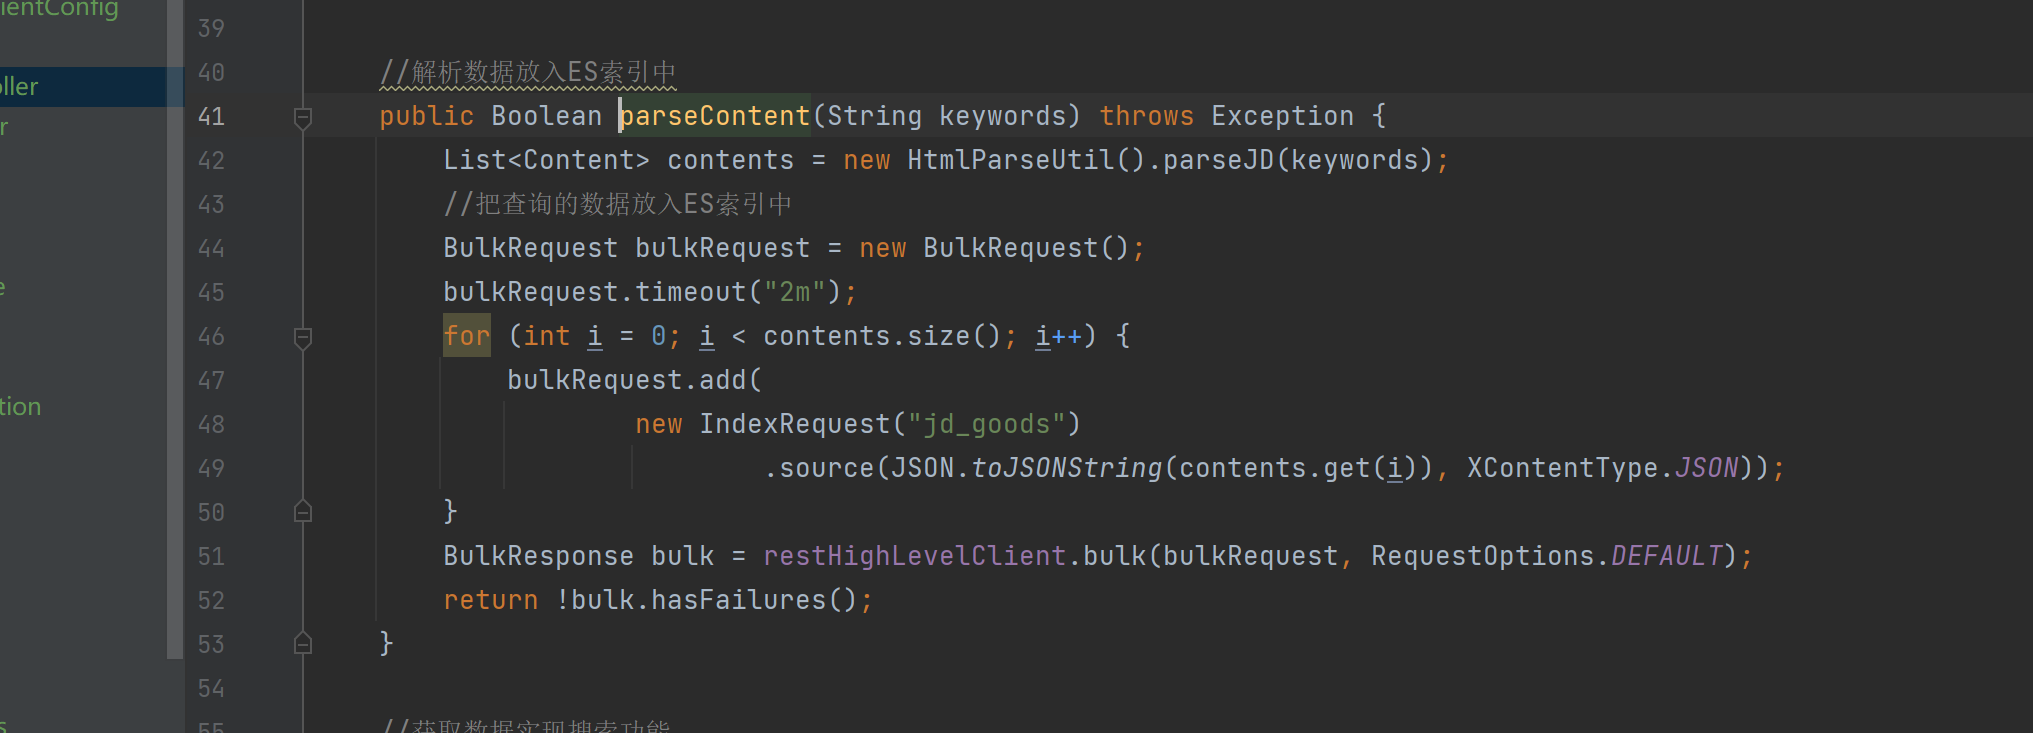 ientConfig
ller
r
e
tion
s
39
40 //解析数据放入ES索引中
41 public Boolean parseContent(String keywords) throws Exception {
42 List<Content> contents = new HtmlParseUtil().parseJD(keywords);
43 //把查询的数据放入ES索引中
44 BulkRequest bulkRequest = new BulkRequest();
45 bulkRequest.timeout("2m");
46 for (int i = 0; i < contents.size(); i++) {
47 bulkRequest.add(
48 new IndexRequest("jd_goods")
49 .source(JSON.toJSONString(contents.get(i)), XContentType.JSON));
50 }
51 BulkResponse bulk = restHighLevelClient.bulk(bulkRequest, RequestOptions.DEFAULT);
52 return !bulk.hasFailures();
53 }
54
55 //获取数据实现搜索功能